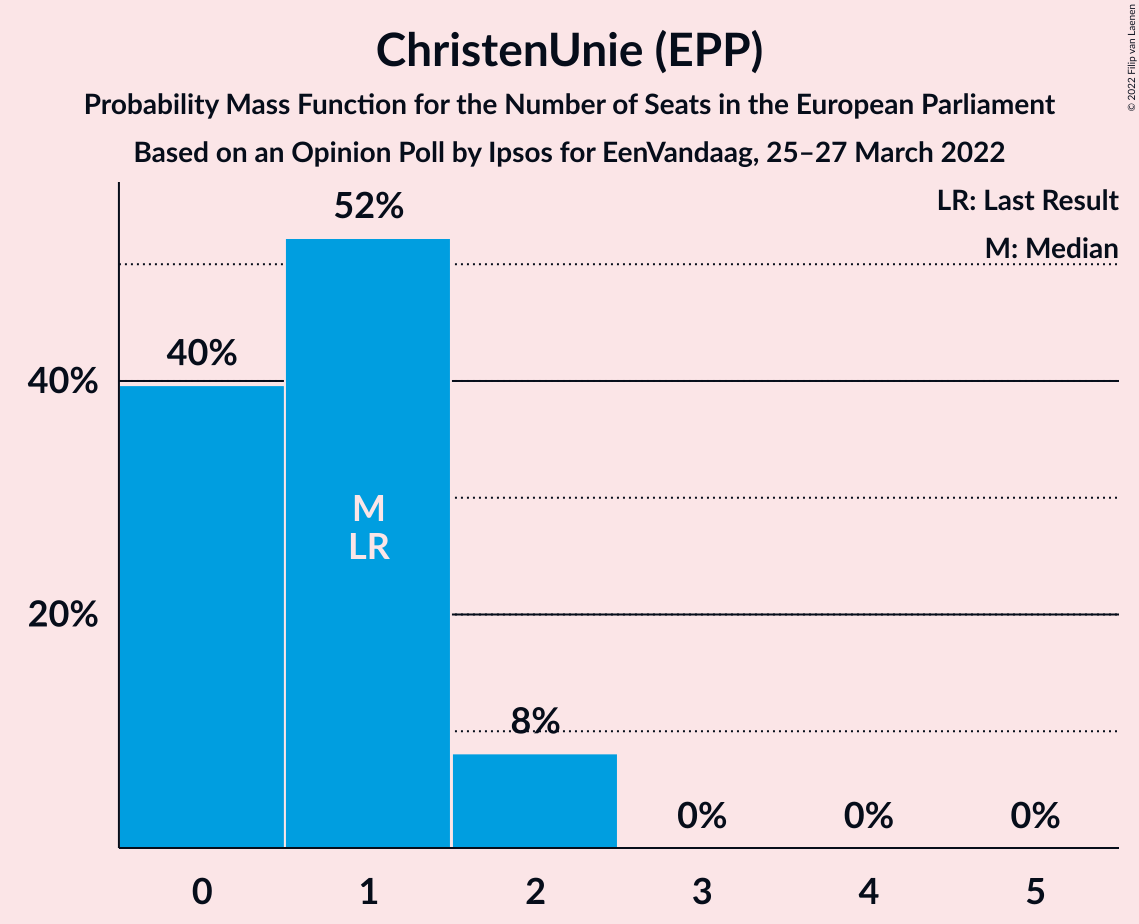 ChristenUnie (EPP)
Probability Mass Function for the Number of Seats in the European Parliament
Based on an Opinion Poll by Ipsos for EenVandaag, 25–27 March 2022
© 2022 Filip van Laenen
LR: Last Result
M: Median
52%
40%
40%
M
LR
20%
8%
0%
0%
0%
0
1
2
3
4
5